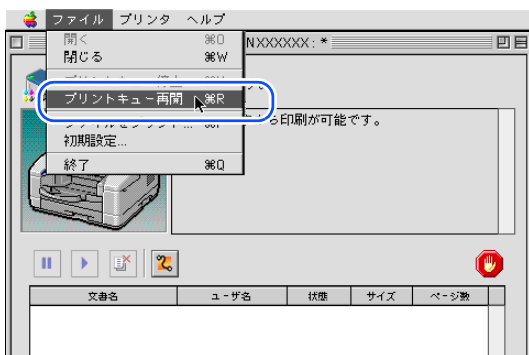 ファイル プリンタ ヘルプ
NXXXXXX : *
開く ⌘O
閉じる ⌘W
プリントキュー再開 ⌘R
初期設定...
終了 ⌘Q
印刷が可能です。
文書名 ユーザ名 状態 サイズ ページ数